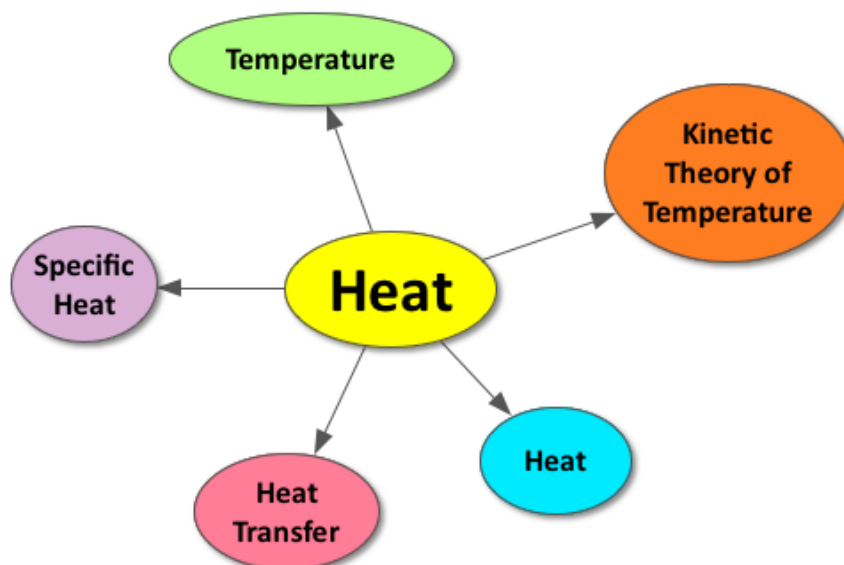 Temperature
Kinetic
Theory of
Temperature
Specific
Heat
Heat
Heat
Heat
Transfer